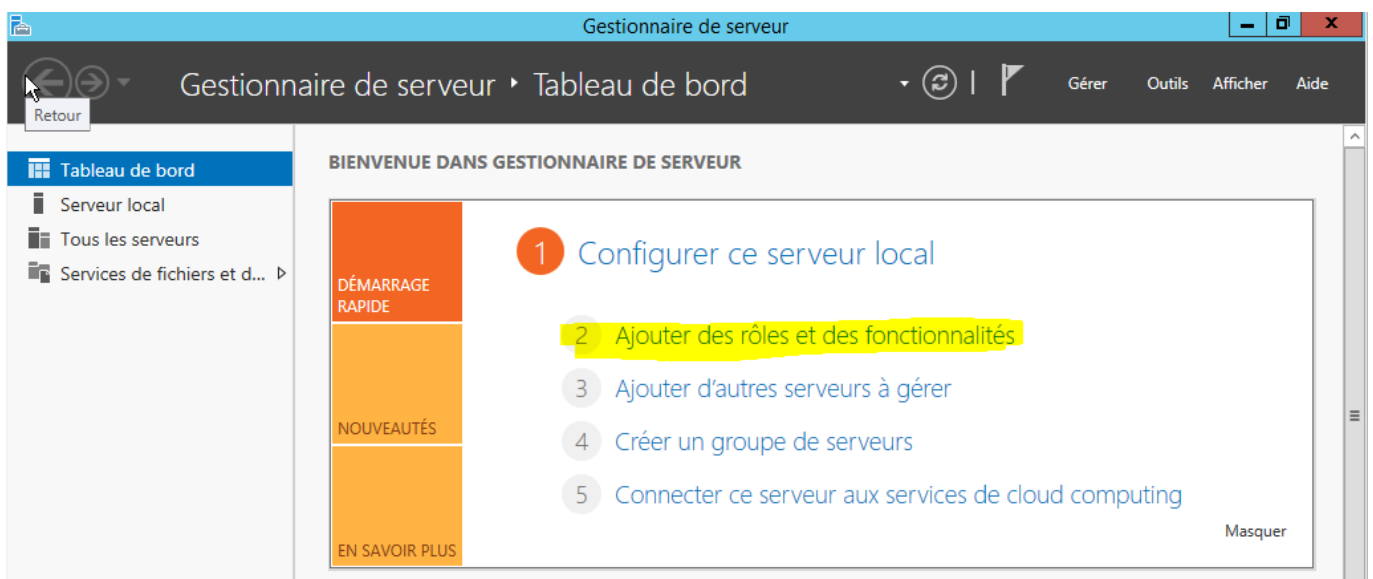 Gestionnaire de serveur
Gestionnaire de serveur ‣ Tableau de bord
Gérer Outils Afficher Aide
Retour
Tableau de bord
Serveur local
Tous les serveurs
Services de fichiers et d...
BIENVENUE DANS GESTIONNAIRE DE SERVEUR
DÉMARRAGE
RAPIDE
NOUVEAUTÉS
EN SAVOIR PLUS
1 Configurer ce serveur local
2 Ajouter des rôles et des fonctionnalités
3 Ajouter d’autres serveurs à gérer
4 Créer un groupe de serveurs
5 Connecter ce serveur aux services de cloud computing
Masquer